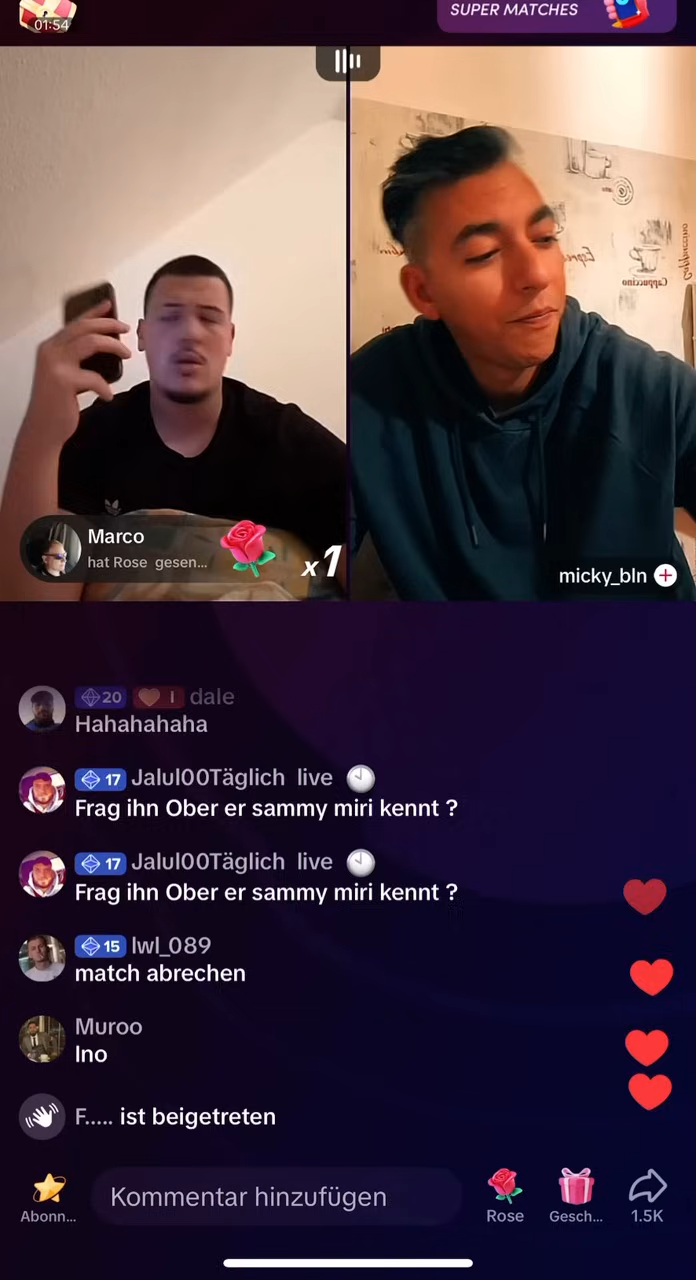 01:54
SUPER MATCHES
Cappuccino
Marco
hat Rose gesen...
x1
micky_bln
20 I dale
Hahahahaha
17 Jalul00Täglich live
Frag ihn Ober er sammy miri kennt ?
17 Jalul00Täglich live
Frag ihn Ober er sammy miri kennt ?
15 lwl_089
match abrechen
Muroo
Ino
F..... ist beigetreten
Abonn...
Kommentar hinzufügen
Rose
Gesch...
1.5K